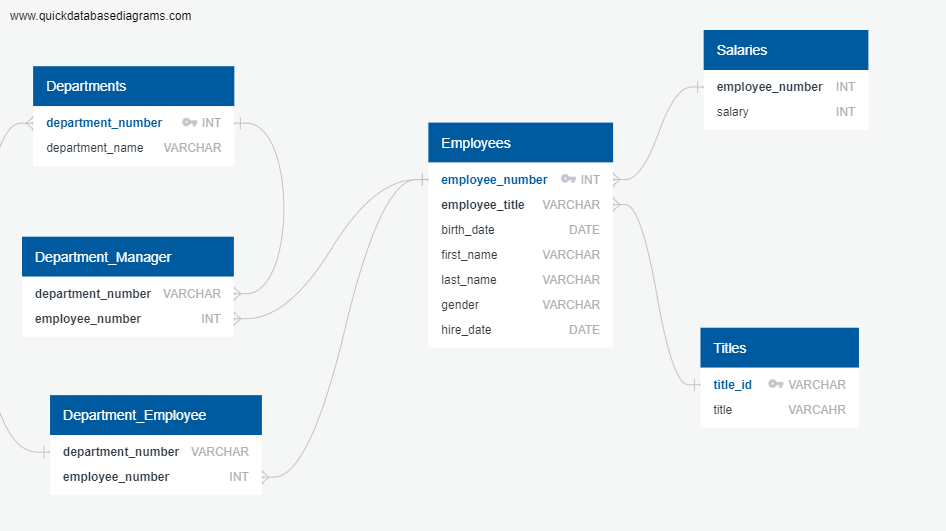 www.quickdatabasediagrams.com
Departments
department_number INT
department_name VARCHAR
Department_Manager
department_number VARCHAR
employee_number INT
Department_Employee
department_number VARCHAR
employee_number INT
Employees
employee_number INT
employee_title VARCHAR
birth_date DATE
first_name VARCHAR
last_name VARCHAR
gender VARCHAR
hire_date DATE
Salaries
employee_number INT
salary INT
Titles
title_id VARCHAR
title VARCAHR